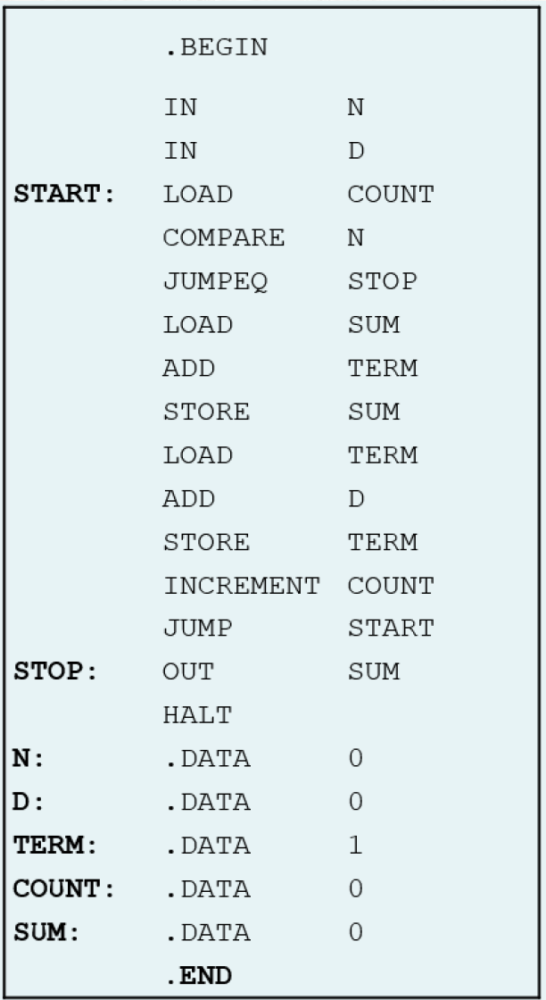 .BEGIN
IN N
IN D
START: LOAD COUNT
COMPARE N
JUMPEQ STOP
LOAD SUM
ADD TERM
STORE SUM
LOAD TERM
ADD D
STORE TERM
INCREMENT COUNT
JUMP START
STOP: OUT SUM
HALT
N: .DATA 0
D: .DATA 0
TERM: .DATA 1
COUNT: .DATA 0
SUM: .DATA 0
.END